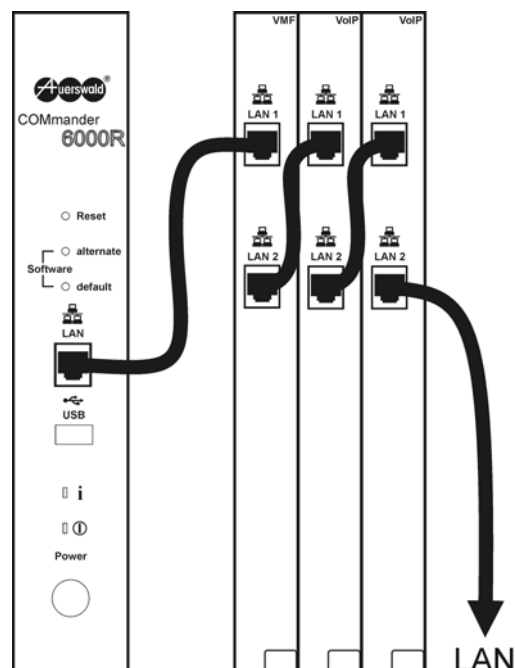 VMF
VoIP
VoIP
Auerswald®
COMmander
6000R
Reset
alternate
Software
default
LAN
USB
i
Power
LAN 1
LAN 1
LAN 1
LAN 2
LAN 2
LAN 2
LAN